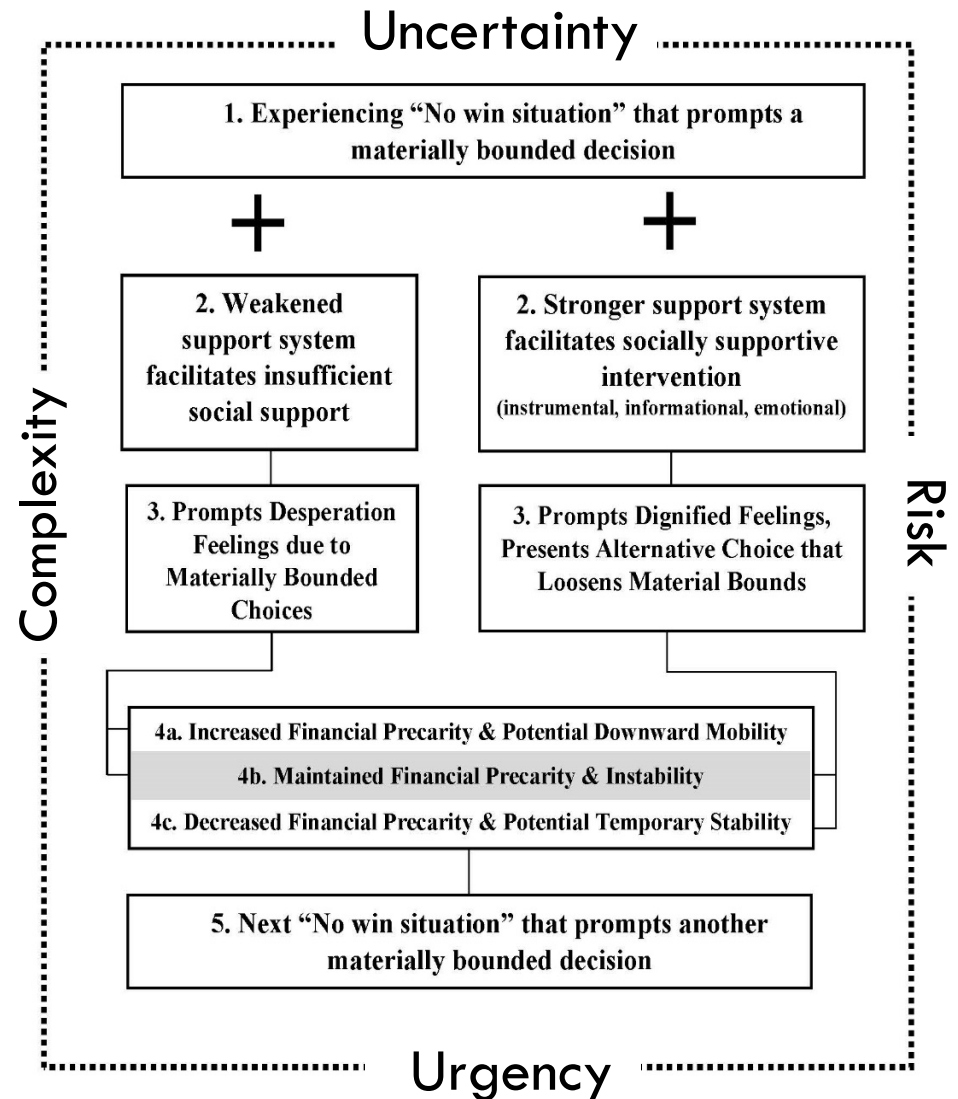 Uncertainty
1. Experiencing “No win situation” that prompts a
materially bounded decision
+
+
2. Weakened
support system
facilitates insufficient
social support
2. Stronger support system
facilitates socially supportive
intervention
(instrumental, informational, emotional)
Complexity
Risk
3. Prompts Desperation
Feelings due to
Materially Bounded
Choices
3. Prompts Dignified Feelings,
Presents Alternative Choice that
Loosens Material Bounds
4a. Increased Financial Precarity & Potential Downward Mobility
4b. Maintained Financial Precarity & Instability
4c. Decreased Financial Precarity & Potential Temporary Stability
5. Next “No win situation” that prompts another
materially bounded decision
Urgency